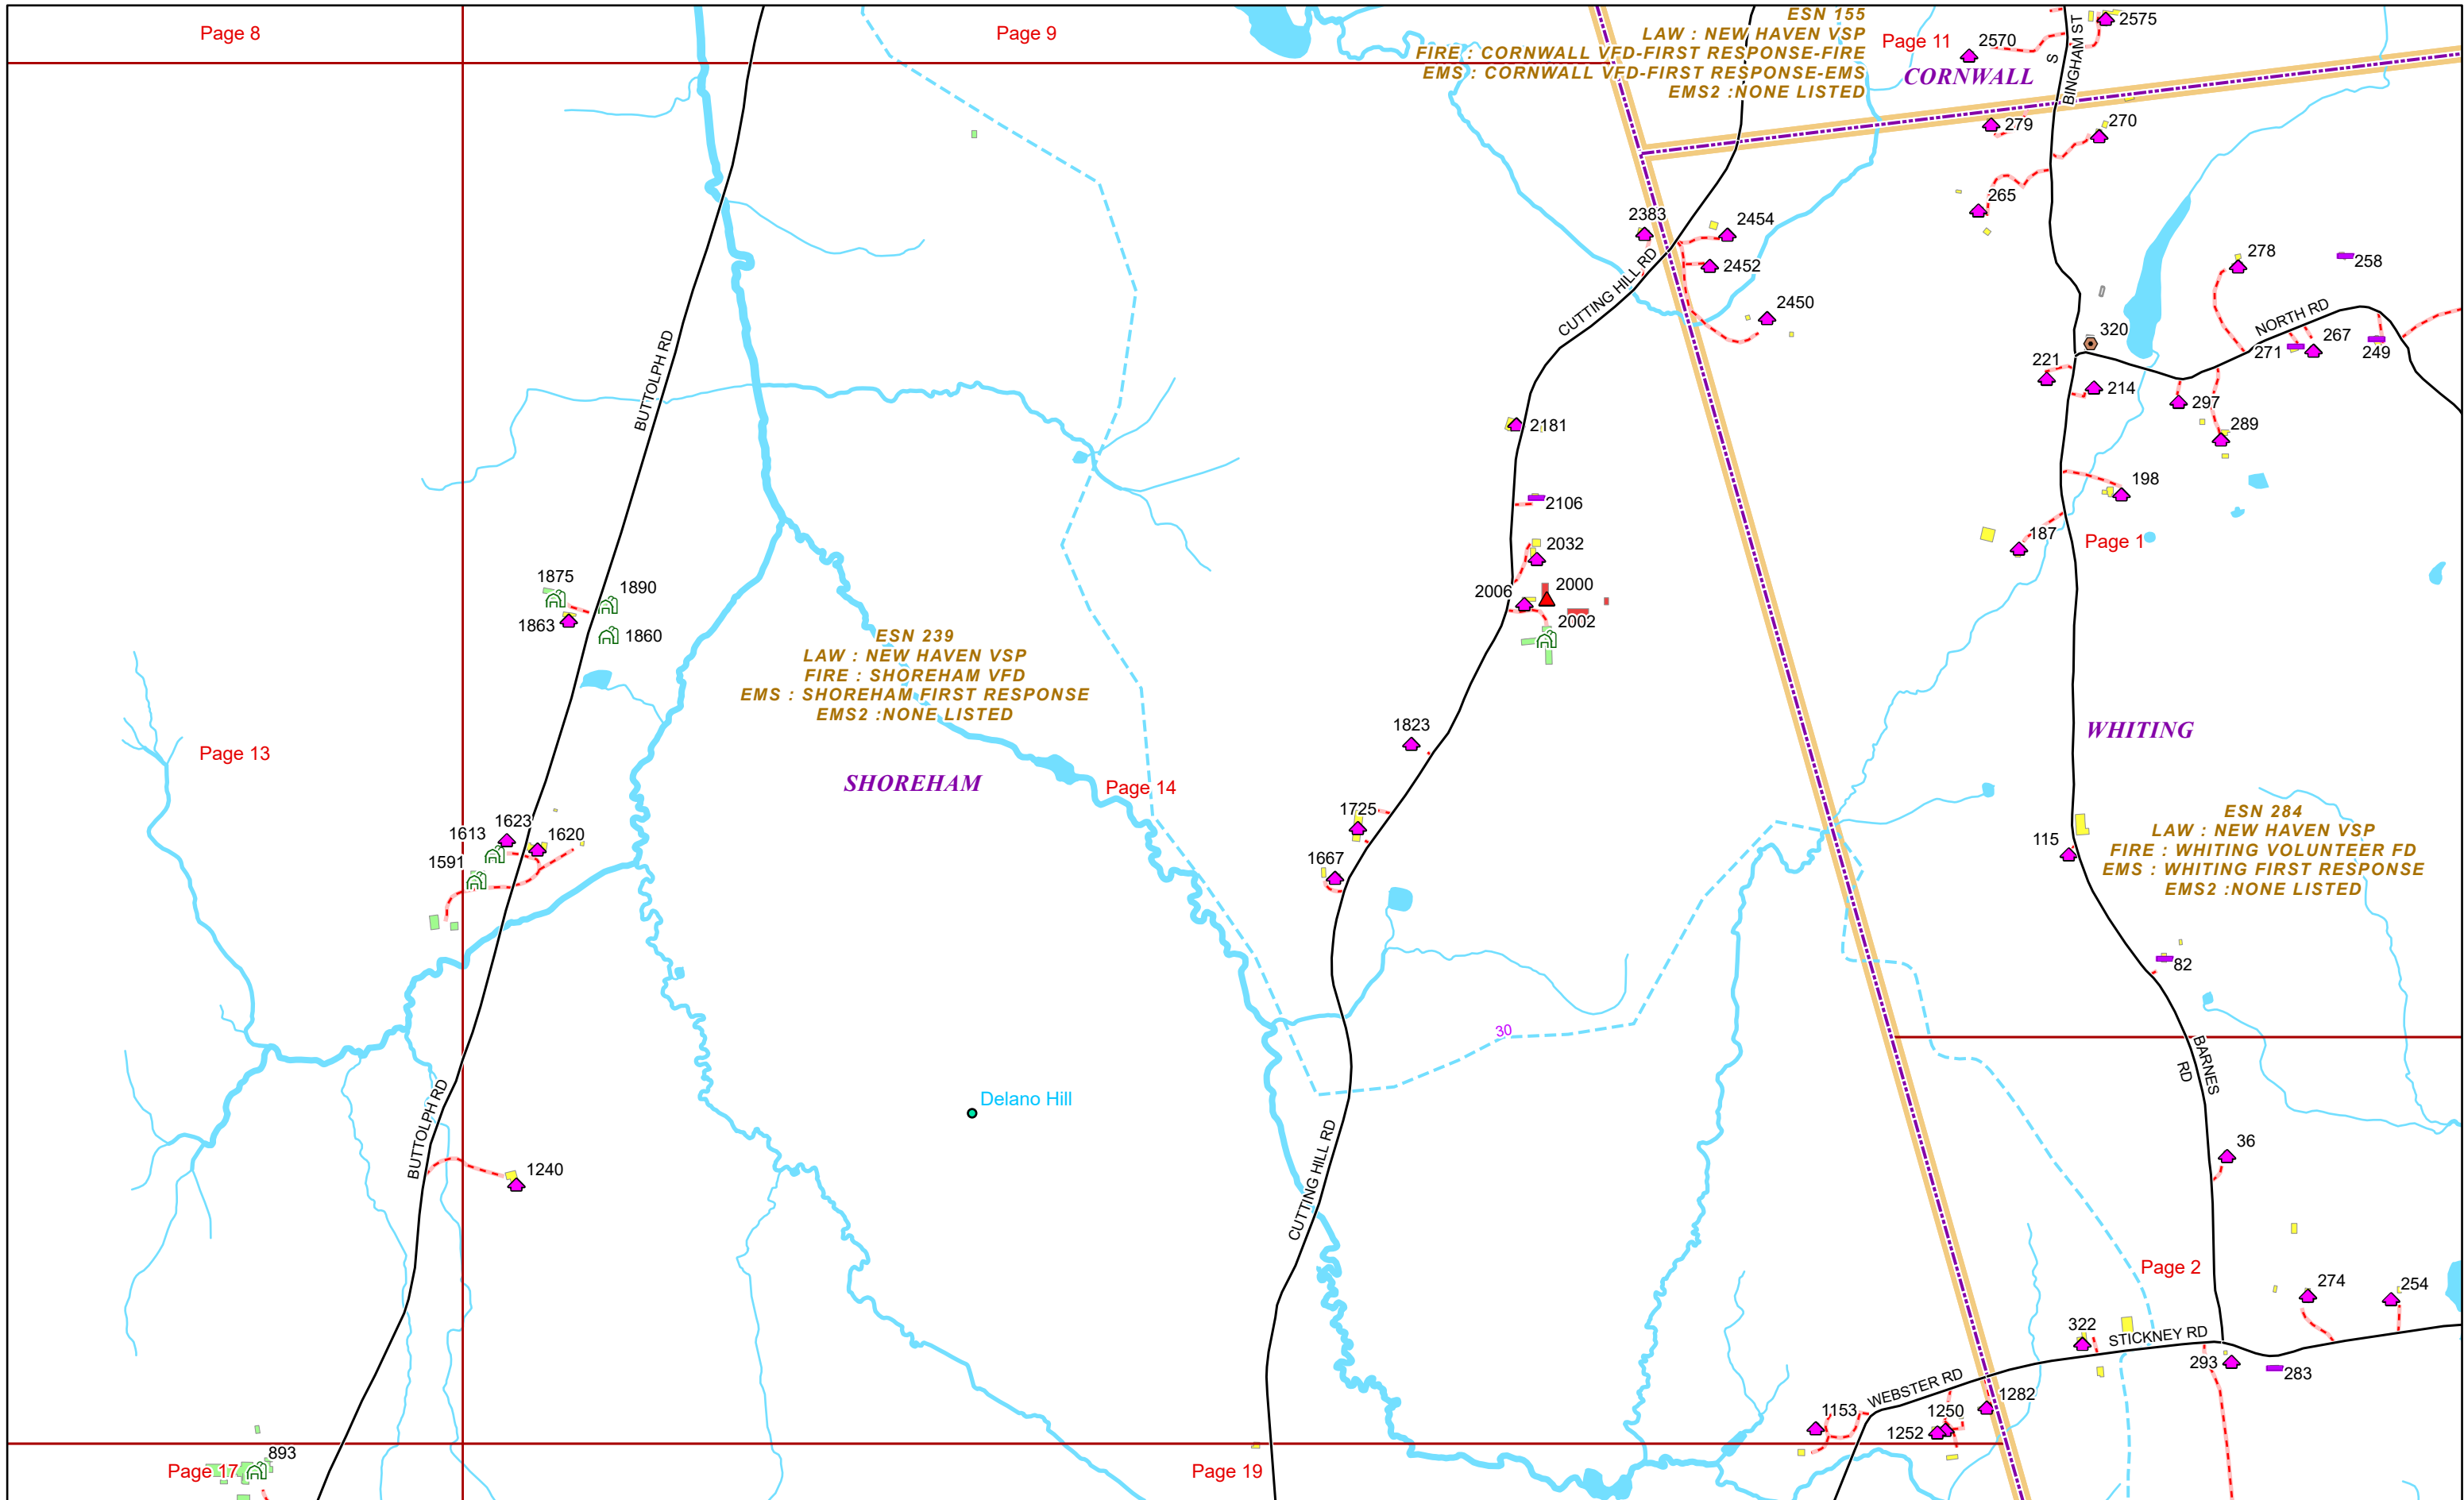 Page 8
Page 9
ESN 155
LAW : NEW HAVEN VSP
FIRE : CORNWALL VFD-FIRST RESPONSE-FIRE
EMS : CORNWALL VFD-FIRST RESPONSE-EMS
EMS2 :NONE LISTED
Page 11
CORNWALL
2570
2575
S BINGHAM ST
279
270
265
2383
2454
2452
2450
CUTTING HILL RD
278
258
NORTH RD
320
271
267
249
221
214
297
289
BUTTOLPH RD
2181
198
187
Page 1
2106
2032
2006
2000
2002
1875
1890
1863
1860
ESN 239
LAW : NEW HAVEN VSP
FIRE : SHOREHAM VFD
EMS : SHOREHAM FIRST RESPONSE
EMS2 :NONE LISTED
Page 13
SHOREHAM
Page 14
1823
1725
1667
WHITING
ESN 284
LAW : NEW HAVEN VSP
FIRE : WHITING VOLUNTEER FD
EMS : WHITING FIRST RESPONSE
EMS2 :NONE LISTED
115
1613
1623
1620
1591
82
30
BARNES RD
Delano Hill
BUTTOLPH RD
1240
CUTTING HILL RD
36
Page 2
274
254
322
STICKNEY RD
293
283
WEBSTER RD
1282
1153
1250
1252
893
Page 17
Page 19